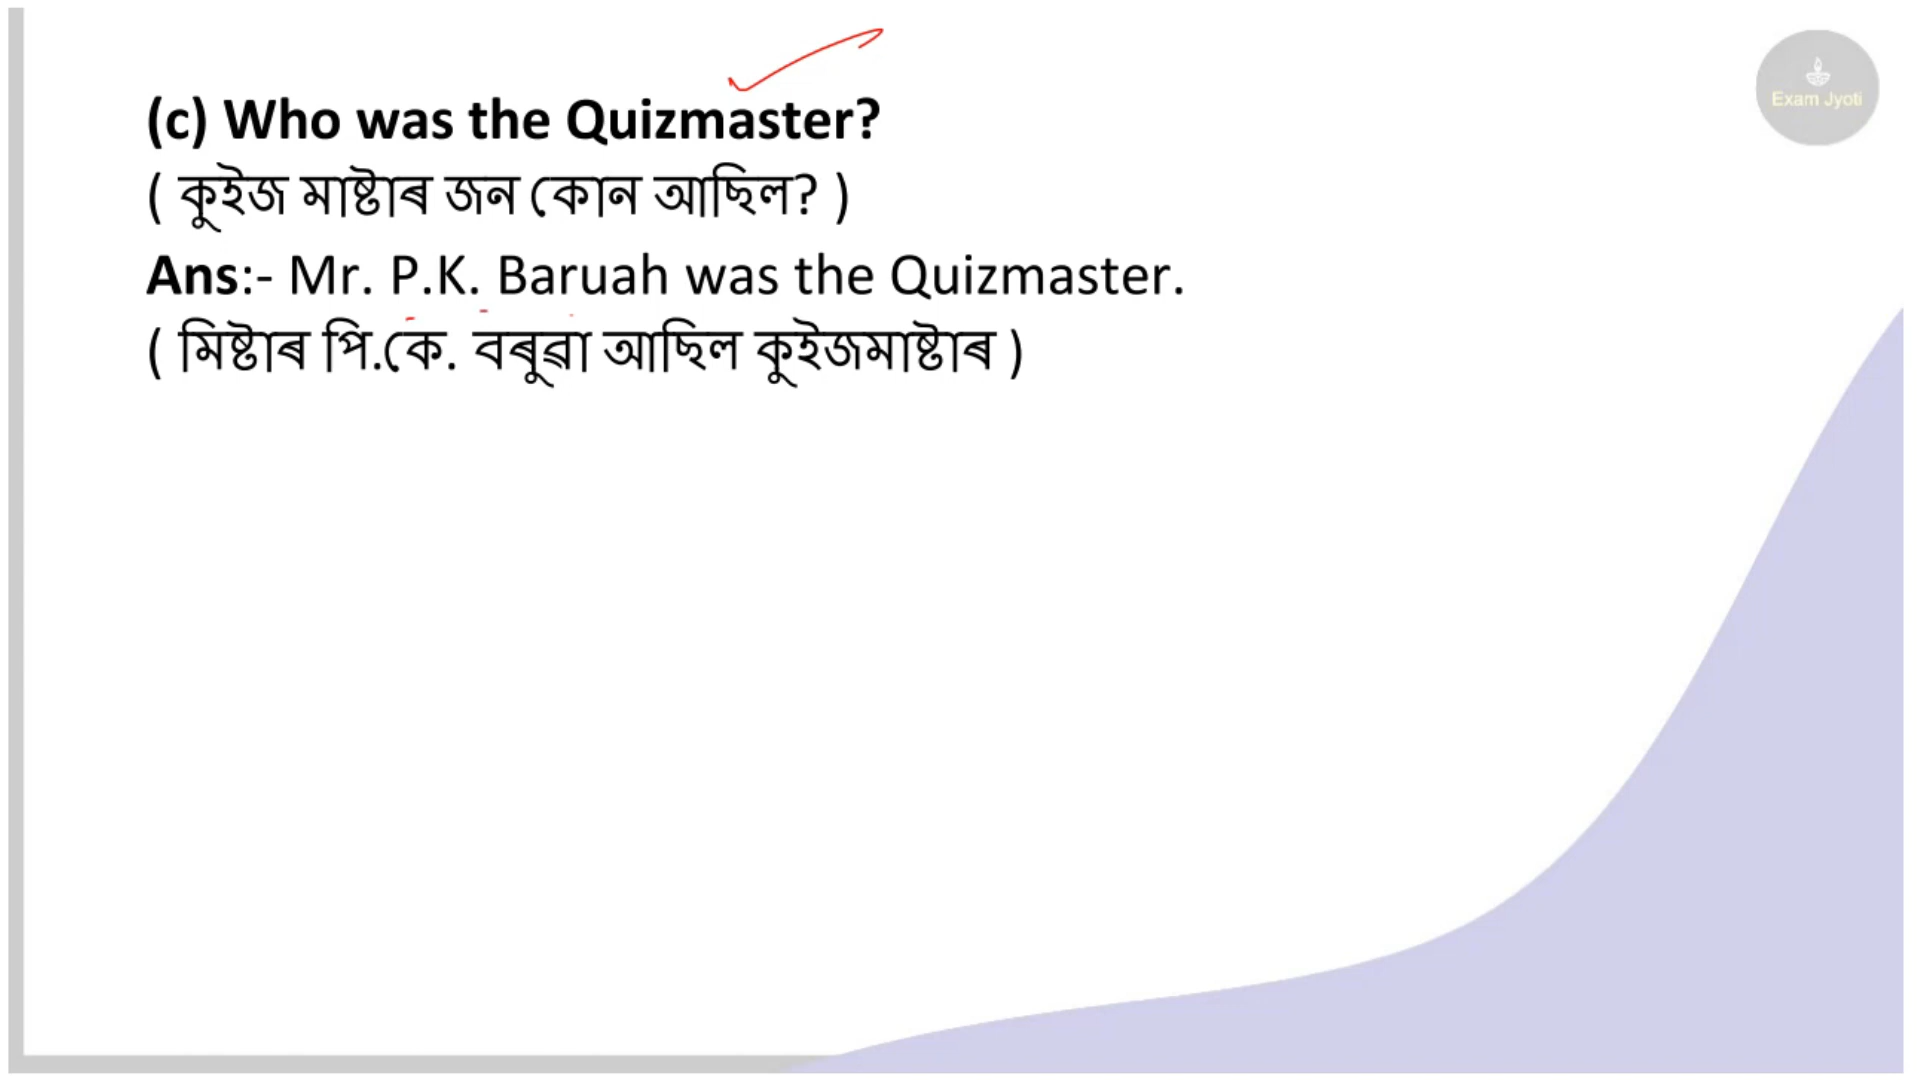 Exam Jyoti
(c) Who was the Quizmaster?
( কুইজ মাষ্টাৰ জন কোন আছিল? )
Ans:- Mr. P.K. Baruah was the Quizmaster.
( মিষ্টাৰ পি.কে. বৰুৱা আছিল কুইজমাষ্টাৰ )